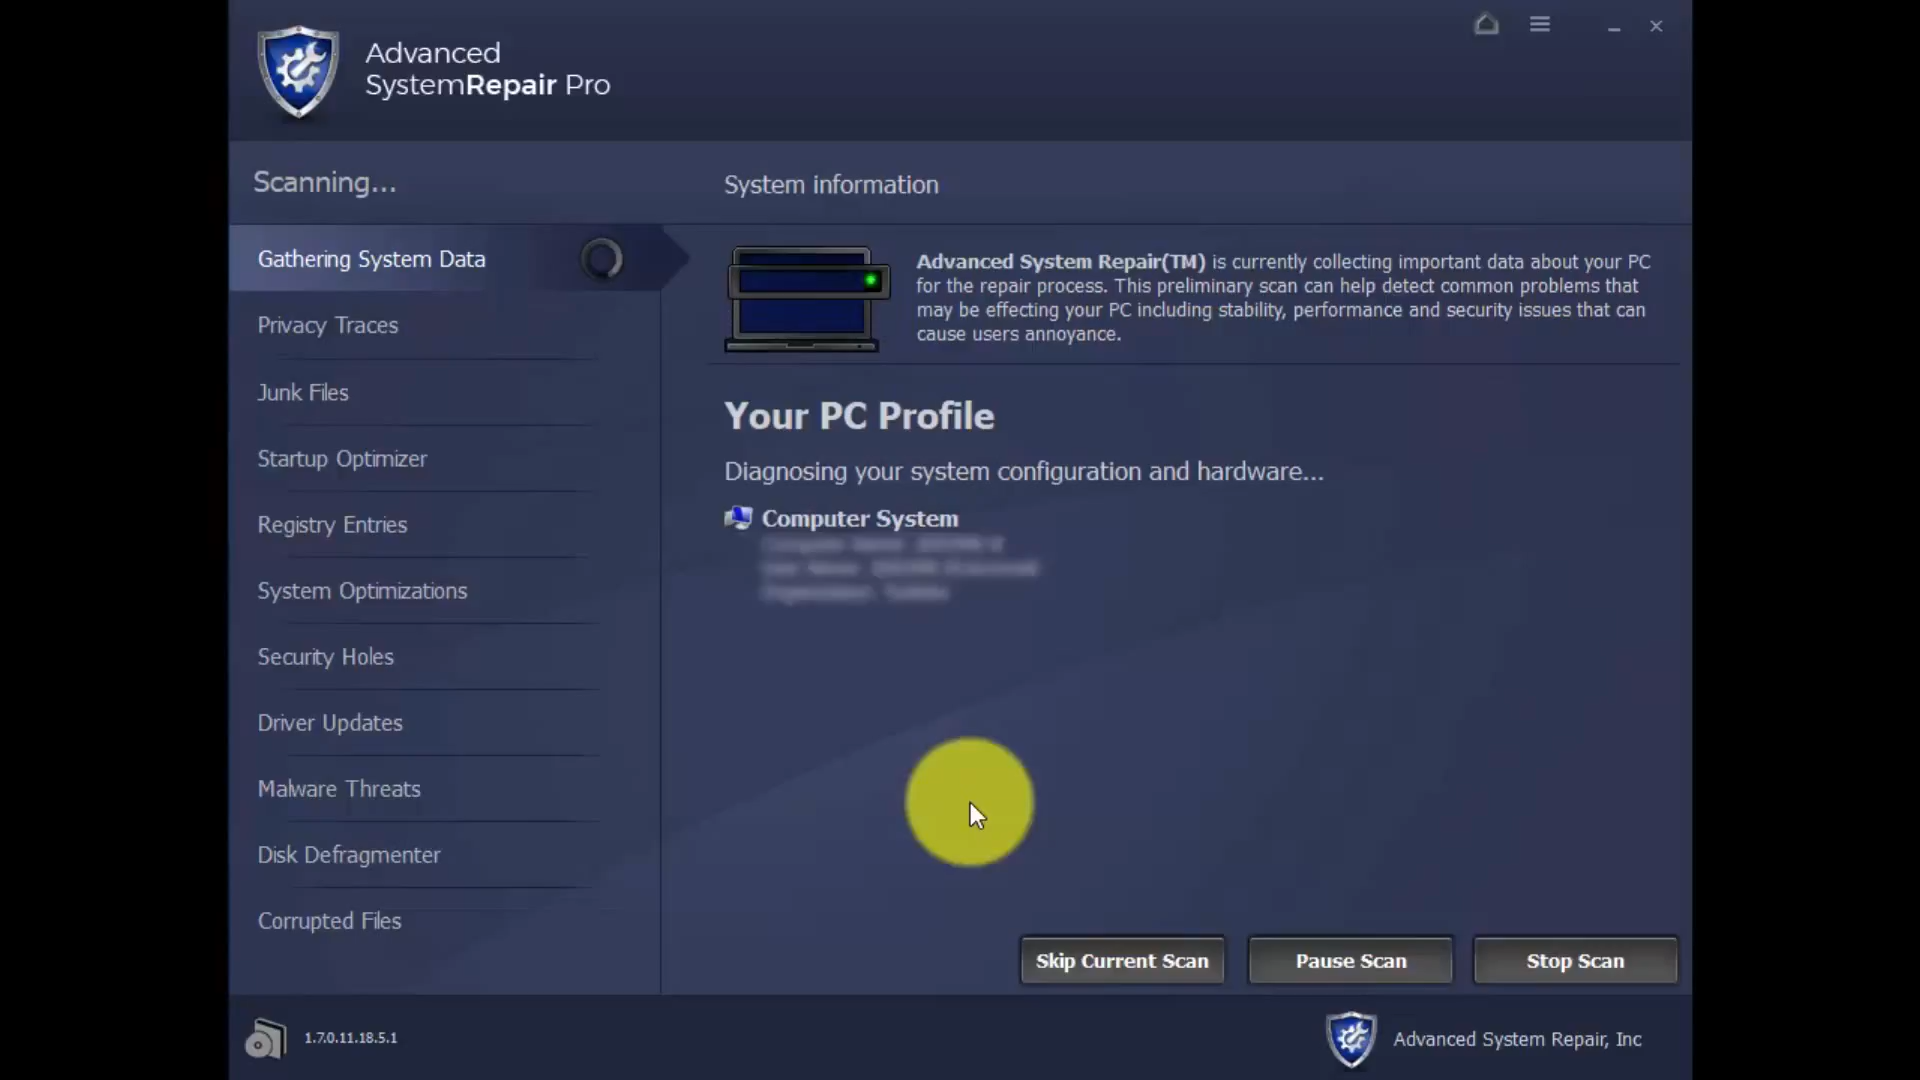 Advanced
SystemRepair Pro
Scanning...
System information
Gathering System Data
Advanced System Repair(TM) is currently collecting important data about your PC
for the repair process. This preliminary scan can help detect common problems that
may be effecting your PC including stability, performance and security issues that can
cause users annoyance.
Privacy Traces
Junk Files
Startup Optimizer
Registry Entries
System Optimizations
Security Holes
Driver Updates
Malware Threats
Disk Defragmenter
Corrupted Files
Your PC Profile
Diagnosing your system configuration and hardware...
Computer System
Skip Current Scan
Pause Scan
Stop Scan
1.7.0.11.18.5.1
Advanced System Repair, Inc